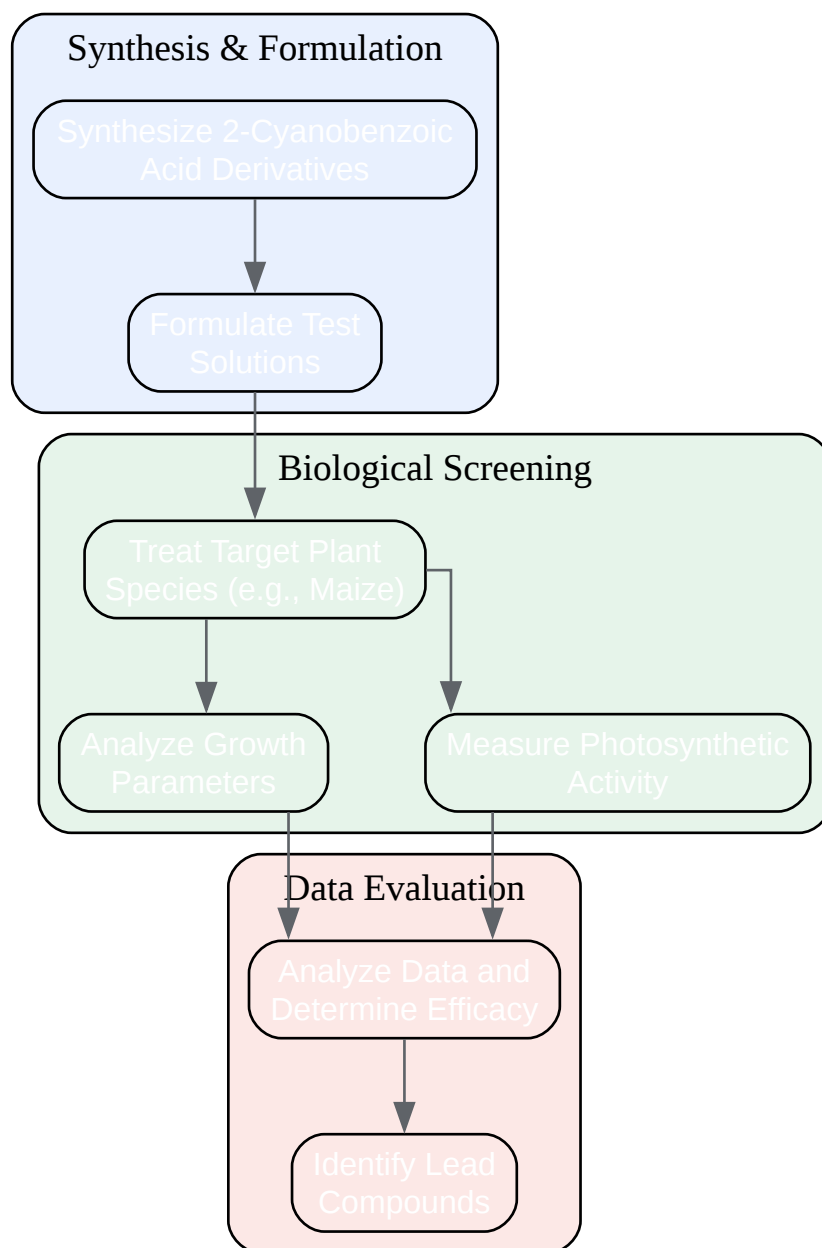 Synthesis & Formulation
Synthesize 2-Cyanobenzoic
Acid Derivatives
Formulate Test
Solutions
Biological Screening
Treat Target Plant
Species (e.g., Maize)
Analyze Growth
Parameters
Measure Photosynthetic
Activity
Data Evaluation
Analyze Data and
Determine Efficacy
Identify Lead
Compounds